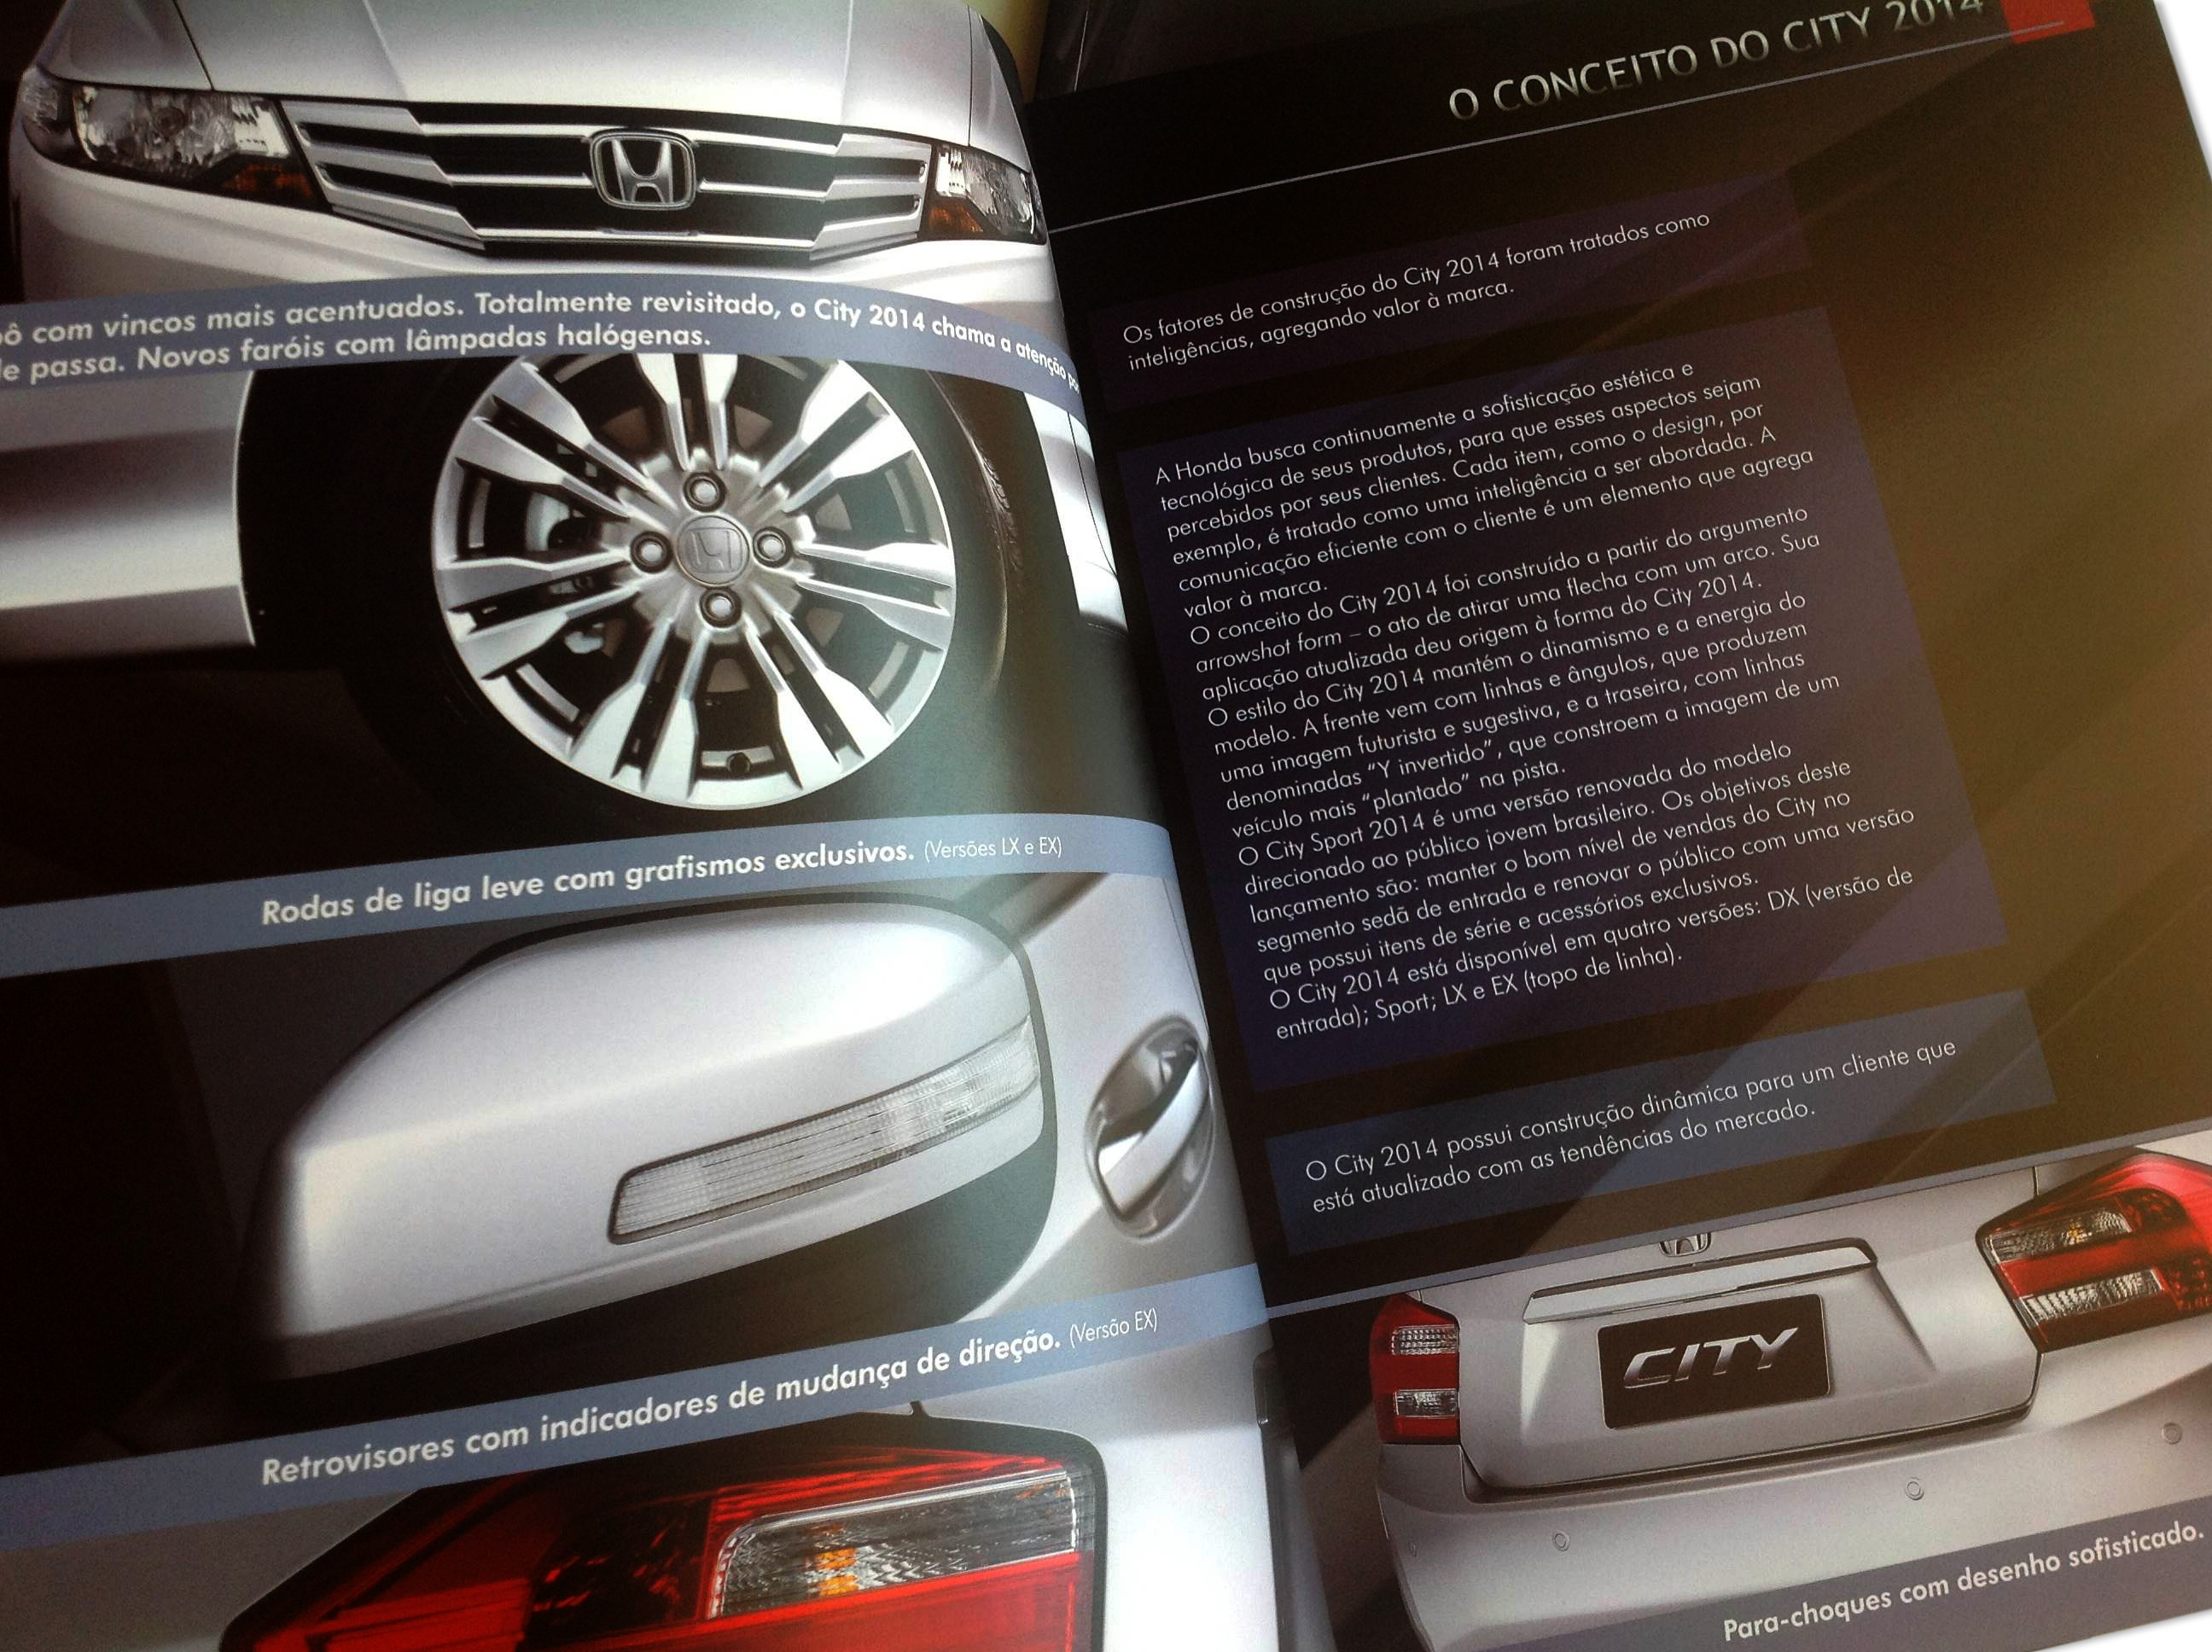 ô com vincos mais acentuados. Totalmente revisitado, o City 2014 chama a atenção
passa. Novos faróis com lâmpadas halógenas.
Rodas de liga leve com grafismos exclusivos. (Versões LX e EX)
Retrovisores com indicadores de mudança de direção. (Versão EX)
O CONCEITO DO CITY 2014
Os fatores de construção do City 2014 foram tratados como
inteligências, agregando valor à marca.
A Honda busca continuamente a sofisticação estética e
tecnológica de seus produtos, para que esses aspectos sejam
percebidos por seus clientes. Cada item, como o design, por
exemplo, é tratado como uma inteligência a ser abordada. A
comunicação eficiente com o cliente é um elemento que agrega
valor à marca.
O conceito do City 2014 foi construído a partir do argumento
arrowshot form – o ato de atirar uma flecha com um arco. Sua
aplicação atualizada deu origem à forma do City 2014.
O estilo do City 2014 mantém o dinamismo e a energia do
modelo. A frente vem com linhas e ângulos, que produzem
uma imagem futurista e sugestiva, e a traseira, com linhas
denominadas “Y invertido”, que constroem a imagem de um
veículo mais “plantado” na pista.
O City Sport 2014 é uma versão renovada do modelo
direcionado ao público jovem brasileiro. Os objetivos deste
lançamento são: manter o bom nível de vendas do City no
segmento sedã de entrada e renovar o público com uma versão
que possui itens de série e acessórios exclusivos.
O City 2014 está disponível em quatro versões: DX (versão de
entrada); Sport; LX e EX (topo de linha).
O City 2014 possui construção dinâmica para um cliente que
está atualizado com as tendências do mercado.
CITY
Para-choques com desenho sofisticado.